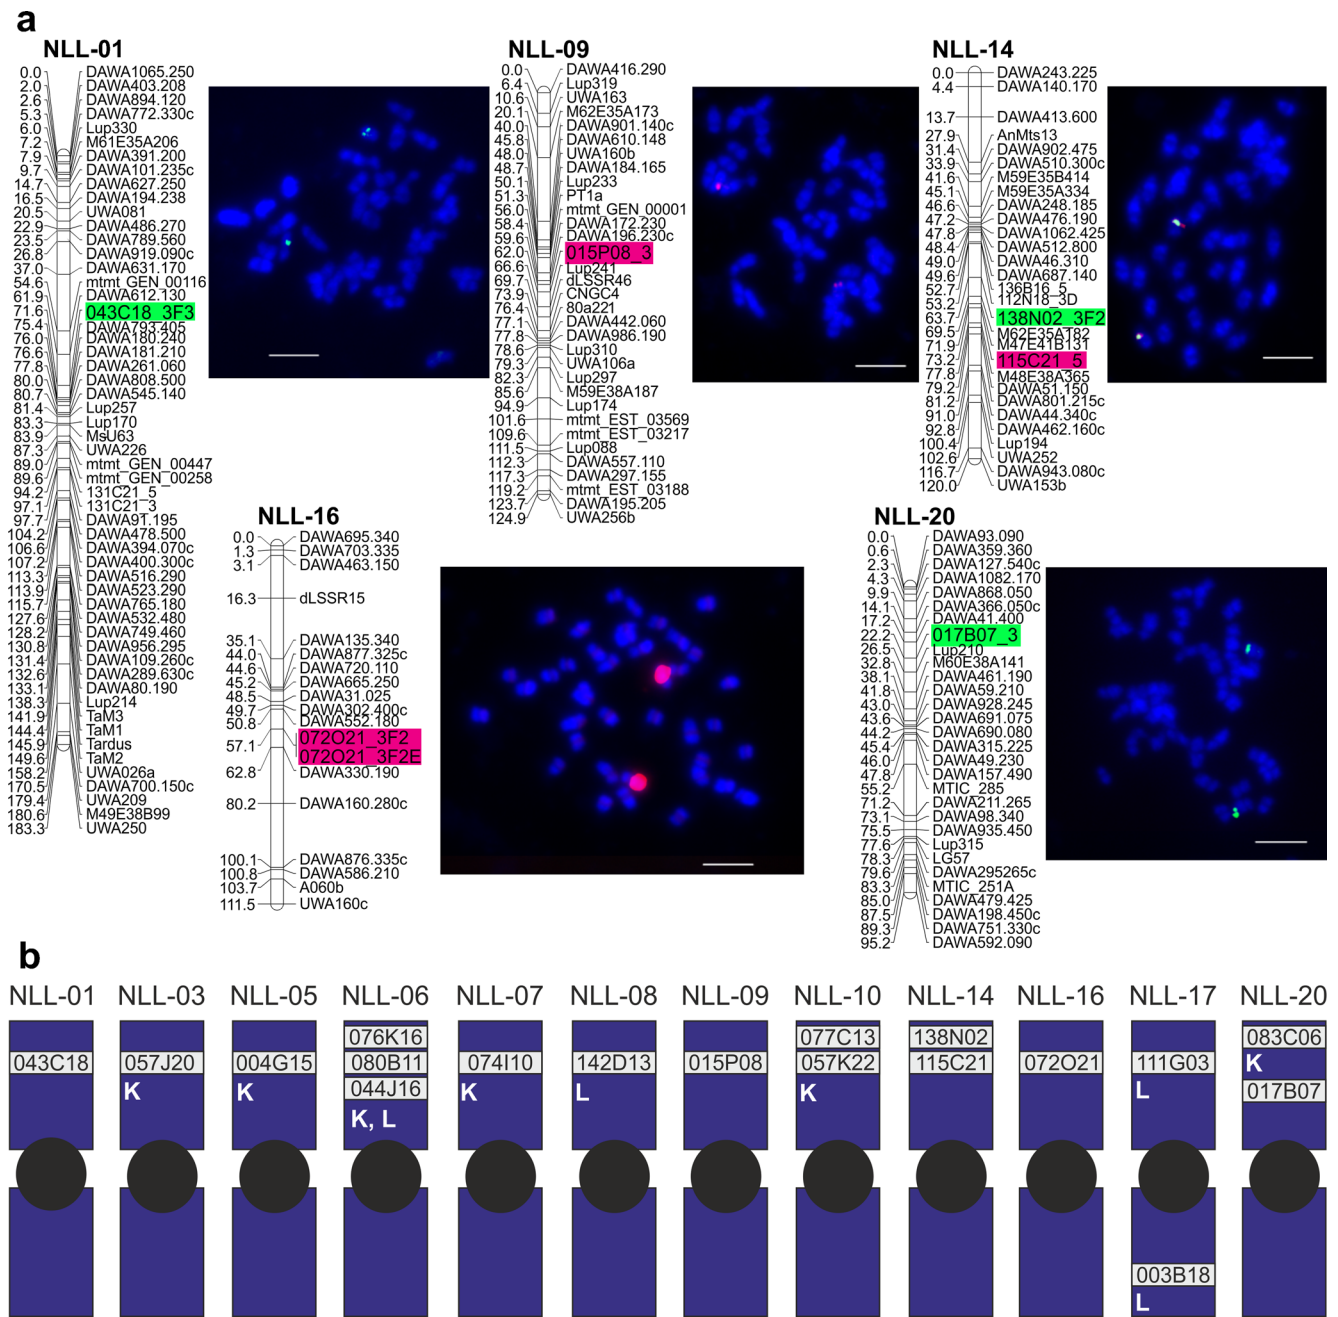 a
NLL-01
0.0 DAWA1065.250
2.0 DAWA403.208
2.6 DAWA894.120
5.3 DAWA772.330c
6.0 Lup330
7.2 M61E35A206
7.9 DAWA391.200
9.7 DAWA101.235c
14.7 DAWA627.250
16.5 DAWA194.238
20.5 UWA081
22.9 DAWA486.270
23.5 DAWA789.560
26.8 DAWA919.090c
37.0 DAWA631.170
54.6 mtmt_GEN_00116
61.9 DAWA612.130
71.6 043C18_3F3
75.4 DAWA793.405
76.0 DAWA180.240
76.6 DAWA181.210
77.8 DAWA261.060
80.0 DAWA808.500
80.7 DAWA545.140
81.4 Lup257
83.3 Lup170
83.9 MsU63
87.3 UWA226
89.0 mtmt_GEN_00447
89.6 mtmt_GEN_00258
94.2 131C21_5
97.1 131C21_3
97.7 DAWA91.195
104.2 DAWA478.500
106.6 DAWA394.070c
107.2 DAWA400.300c
113.3 DAWA516.290
113.9 DAWA523.290
115.7 DAWA765.180
127.6 DAWA532.480
128.2 DAWA749.460
130.8 DAWA956.295
131.4 DAWA109.260c
132.6 DAWA289.630c
133.1 DAWA80.190
138.3 Lup214
141.9 TaM3
144.4 TaM1
145.9 Tardus
149.6 TaM2
158.2 UWA026a
170.5 DAWA700.150c
179.4 UWA209
180.6 M49E38B99
183.3 UWA250
NLL-09
0.0 DAWA416.290
6.4 Lup319
10.6 UWA163
20.1 M62E35A173
40.0 DAWA901.140c
45.8 DAWA610.148
48.0 UWA160b
48.7 DAWA184.165
50.1 Lup233
51.3 PT1a
56.0 mtmt_GEN_00001
58.4 DAWA172.230
59.6 DAWA196.230c
62.0 015P08_3
66.6 Lup241
69.7 dLSSR46
73.9 CNGC4
76.4 80a221
77.1 DAWA442.060
77.8 DAWA986.190
78.6 Lup310
79.3 UWA106a
82.3 Lup297
85.6 M59E38A187
94.9 Lup174
101.6 mtmt_EST_03569
109.6 mtmt_EST_03217
111.5 Lup088
112.3 DAWA557.110
117.3 DAWA297.155
119.2 mtmt_EST_03188
123.7 DAWA195.205
124.9 UWA256b
NLL-14
0.0 DAWA243.225
4.4 DAWA140.170
13.7 DAWA413.600
27.9 AnMts13
31.4 DAWA902.475
33.9 DAWA510.300c
41.6 M59E35B414
45.1 M59E35A334
46.6 DAWA248.185
47.2 DAWA476.190
47.8 DAWA1062.425
48.4 DAWA512.800
49.0 DAWA46.310
49.6 DAWA687.140
52.7 136B16_5
53.2 112N18_3D
63.7 138N02_3F2
69.5 M62E35A182
71.9 M47E41B131
73.2 115C21_5
77.8 M48E38A365
79.2 DAWA51.150
81.2 DAWA801.215c
91.0 DAWA44.340c
92.8 DAWA462.160c
100.4 Lup194
102.6 UWA252
116.7 DAWA943.080c
120.0 UWA153b
NLL-16
0.0 DAWA695.340
1.3 DAWA703.335
3.1 DAWA463.150
16.3 dLSSR15
35.1 DAWA135.340
44.0 DAWA877.325c
44.6 DAWA720.110
45.2 DAWA665.250
48.5 DAWA31.025
49.7 DAWA302.400c
50.8 DAWA552.180
57.1 072O21_3F2
072O21_3F2E
62.8 DAWA330.190
80.2 DAWA160.280c
100.1 DAWA876.335c
100.8 DAWA586.210
103.7 A060b
111.5 UWA160c
NLL-20
0.0 DAWA93.090
0.6 DAWA359.360
2.3 DAWA127.540c
4.3 DAWA1082.170
9.9 DAWA868.050
14.1 DAWA366.050c
17.2 DAWA41.400
22.2 017B07_3
26.5 Lup210
32.8 M60E38A141
38.1 DAWA461.190
41.8 DAWA59.210
43.0 DAWA928.245
43.6 DAWA691.075
44.2 DAWA690.080
45.4 DAWA315.225
46.0 DAWA49.230
47.8 DAWA157.490
55.2 MTIC_285
71.2 DAWA211.265
73.1 DAWA98.340
75.5 DAWA935.450
77.6 Lup315
78.3 LG57
79.6 DAWA295265c
83.3 MTIC_251A
85.0 DAWA479.425
87.5 DAWA198.450c
89.3 DAWA751.330c
95.2 DAWA592.090
b
NLL-01 NLL-03 NLL-05 NLL-06 NLL-07 NLL-08 NLL-09 NLL-10 NLL-14 NLL-16 NLL-17 NLL-20
076K16 077C13 138N02 083C06
043C18 057J20 004G15 080B11 074I10 142D13 015P08 057K22 115C21 072O21 111G03 K
K K 044J16 K L K L 017B07
K, L
003B18
L